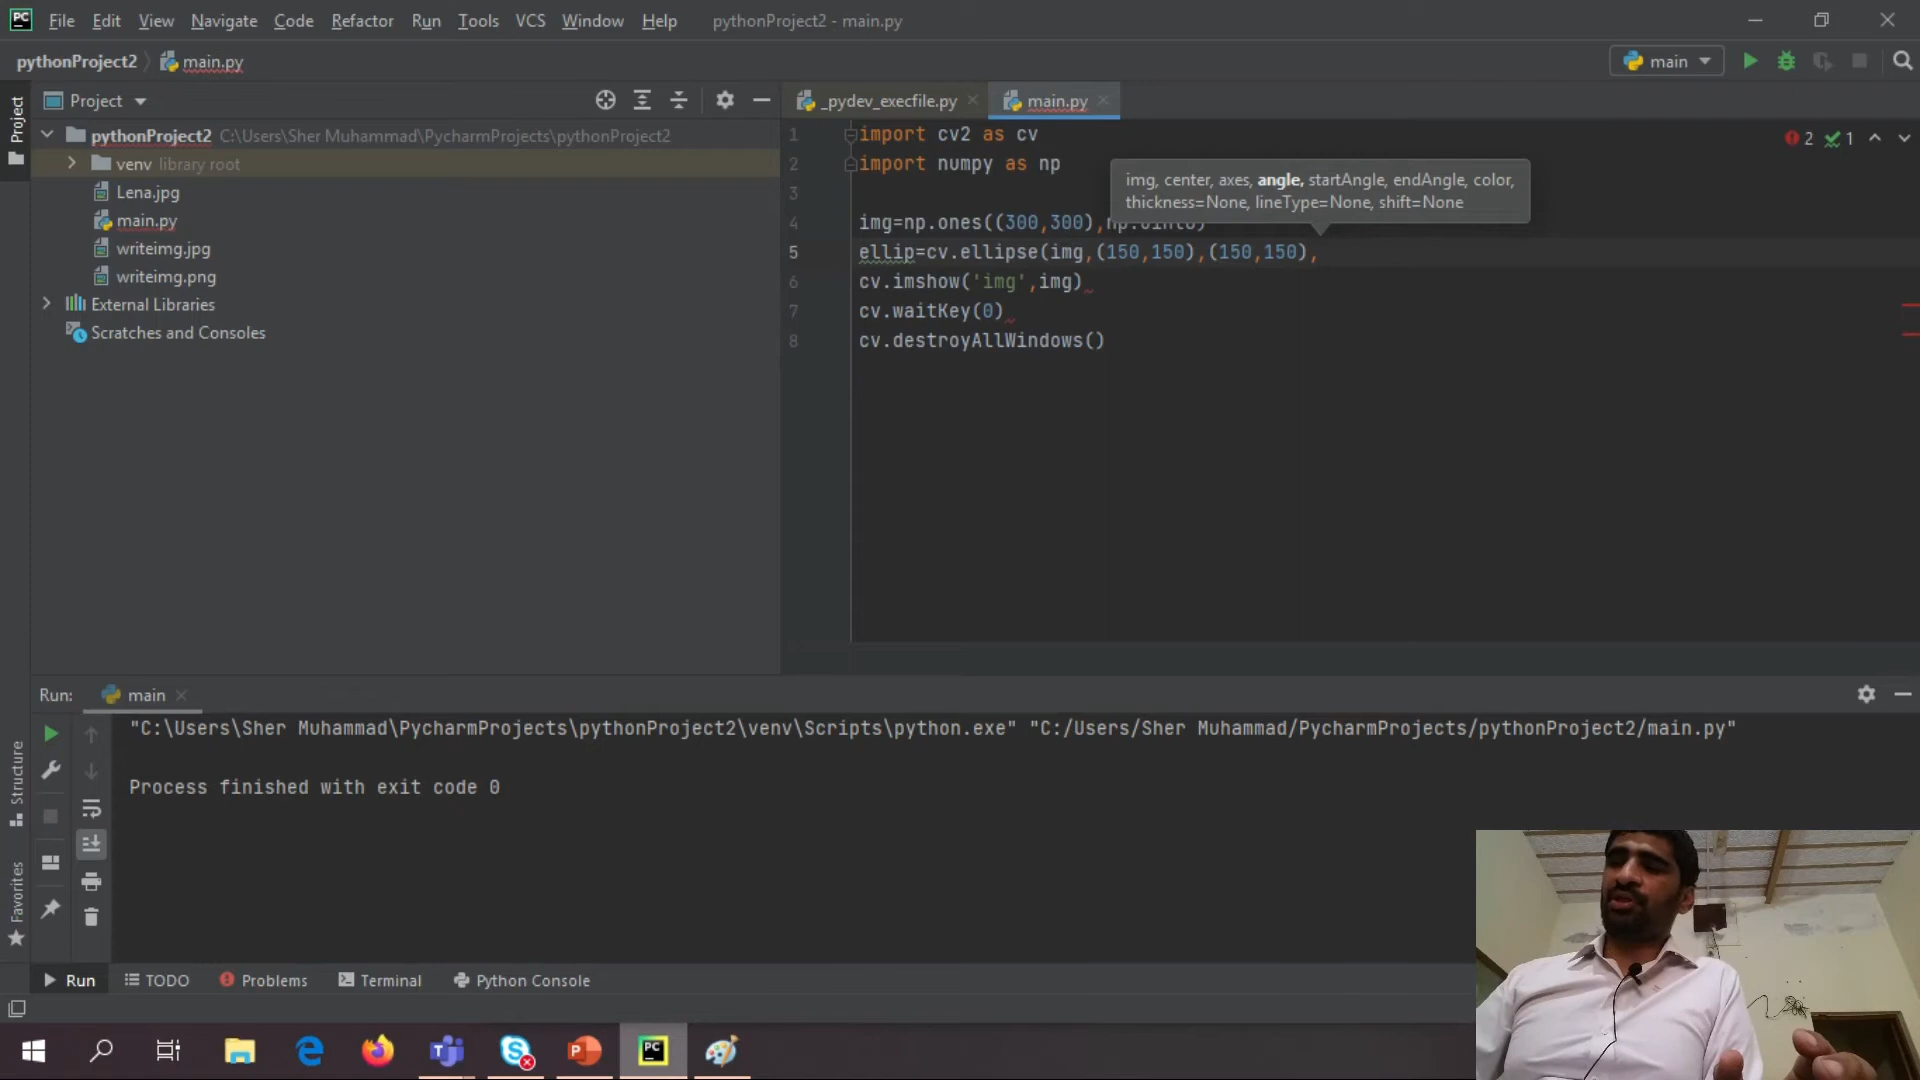 PC File Edit View Navigate Code Refactor Run Tools VCS Window Help pythonProject2 - main.py
pythonProject2 main.py main
Project
Project
_pydev_execfile.py main.py
pythonProject2 C:\Users\Sher Muhammad\PycharmProjects\pythonProject2
venv library root
Lena.jpg
main.py
writeimg.jpg
writeimg.png
External Libraries
Scratches and Consoles
1 import cv2 as cv
2 import numpy as np
3
img, center, axes, angle, startAngle, endAngle, color,
thickness=None, lineType=None, shift=None
4 img=np.ones((300,300),np.uint8)
5 ellip=cv.ellipse(img,(150,150),(150,150),
6 cv.imshow('img',img)
7 cv.waitKey(0)
8 cv.destroyAllWindows()
2 1
Run: main
"C:\Users\Sher Muhammad\PycharmProjects\pythonProject2\venv\Scripts\python.exe" "C:/Users/Sher Muhammad/PycharmProjects/pythonProject2/main.py"
Process finished with exit code 0
Structure
Favorites
Run TODO Problems Terminal Python Console